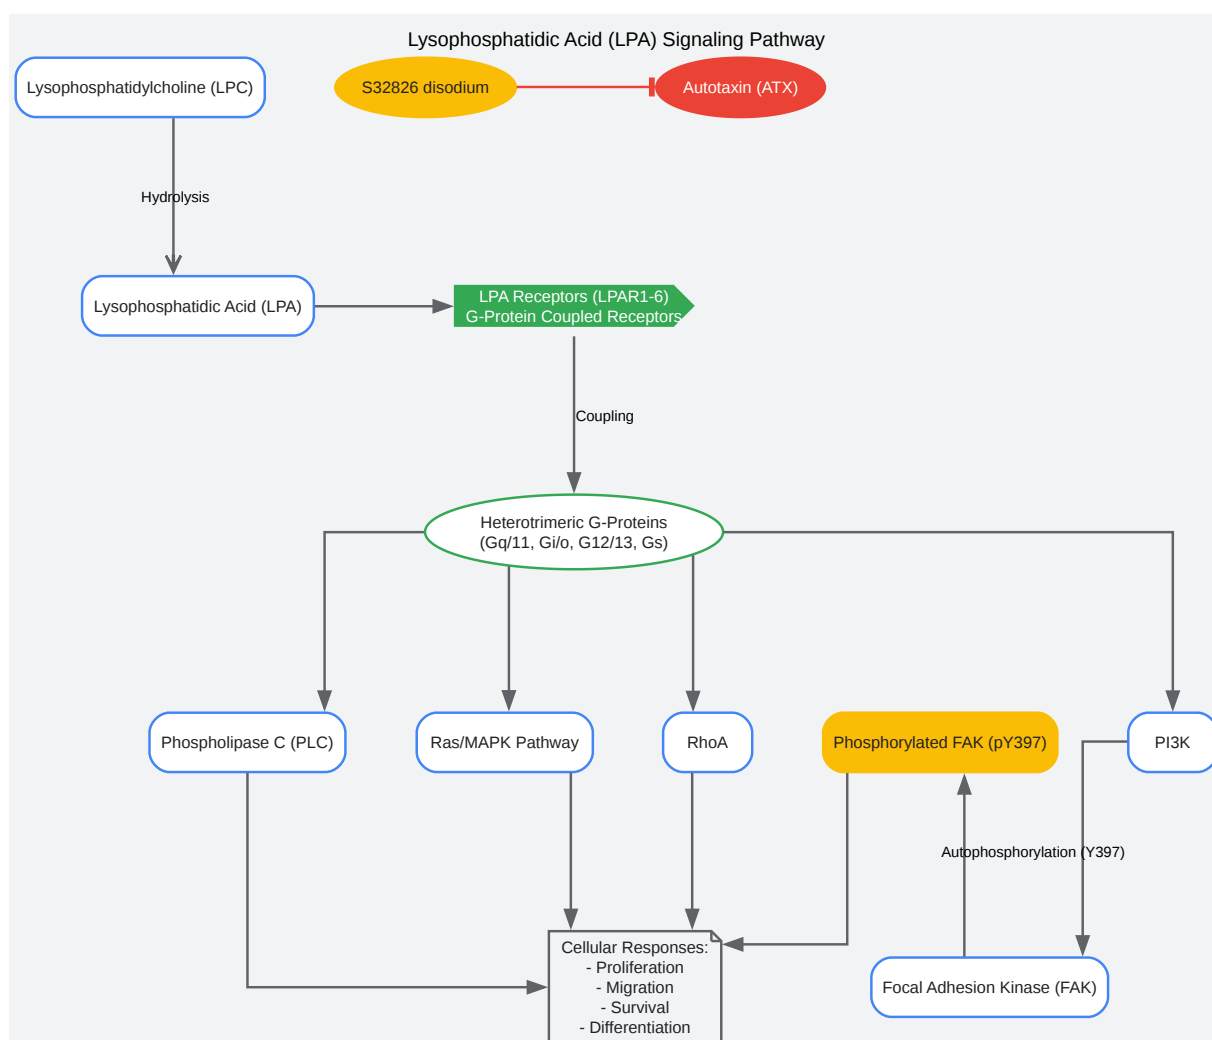 Lysophosphatidic Acid (LPA) Signaling Pathway
Lysophosphatidylcholine (LPC)
S32826 disodium
Autotaxin (ATX)
Hydrolysis
Lysophosphatidic Acid (LPA)
LPA Receptors (LPAR1-6)
G-Protein Coupled Receptors
Coupling
Heterotrimeric G-Proteins
(Gq/11, Gi/o, G12/13, Gs)
Phospholipase C (PLC)
Ras/MAPK Pathway
RhoA
Phosphorylated FAK (pY397)
PI3K
Autophosphorylation (Y397)
Cellular Responses:
- Proliferation
- Migration
- Survival
- Differentiation
Focal Adhesion Kinase (FAK)